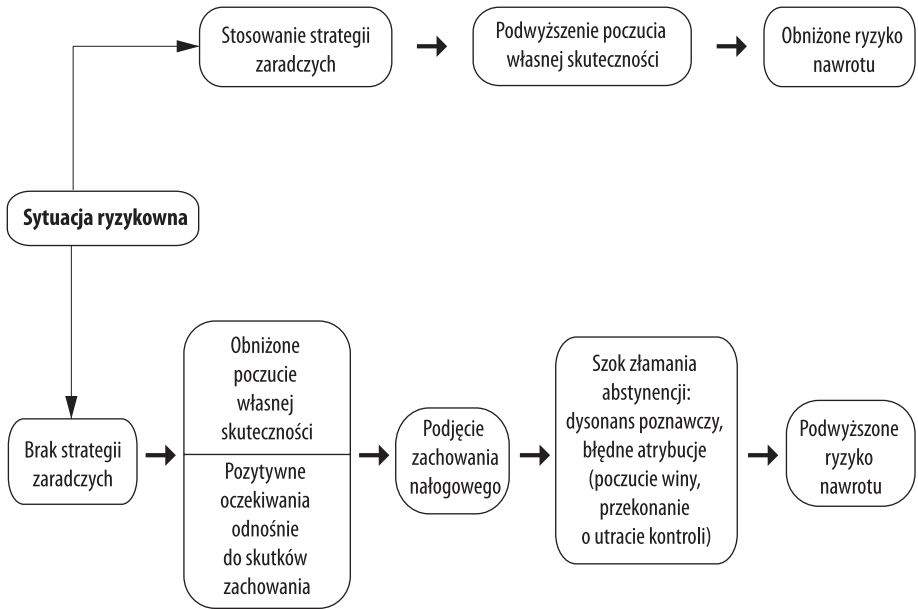 Stosowanie strategii
zaradczych
Podwyższenie poczucia
własnej skuteczności
Obniżone ryzyko
nawrotu
Sytuacja ryzykowna
Brak strategii
zaradczych
Obniżone
poczucie
własnej
skuteczności
Pozytywne
oczekiwania
odnośnie
do skutków
zachowania
Podjęcie
zachowania
nałogowego
Szok złamania
abstynencji:
dysonans poznawczy,
błędne atrybucje
(poczucie winy,
przekonanie
o utracie kontroli)
Podwyższone
ryzyko
nawrotu